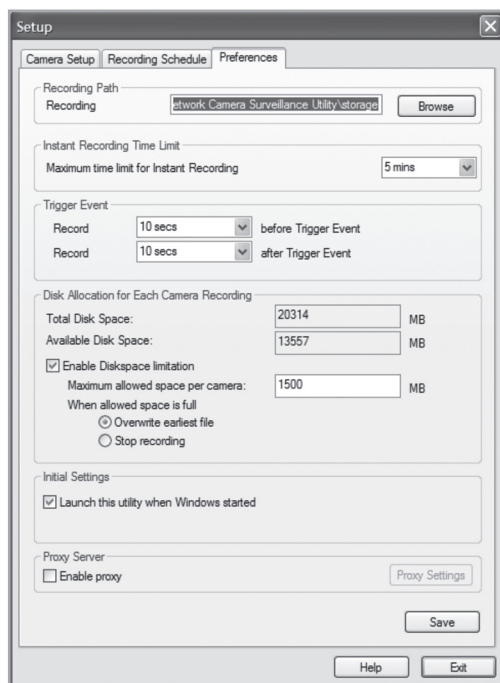 Setup
Camera Setup Recording Schedule Preferences
Recording Path
Recording etwork Camera Surveillance Utility\storage Browse
Instant Recording Time Limit
Maximum time limit for Instant Recording 5 mins
Trigger Event
Record 10 secs before Trigger Event
Record 10 secs after Trigger Event
Disk Allocation for Each Camera Recording
Total Disk Space: 20314 MB
Available Disk Space: 13557 MB
Enable Diskspace limitation
Maximum allowed space per camera: 1500 MB
When allowed space is full
Overwrite earliest file
Stop recording
Initial Settings
Launch this utility when Windows started
Proxy Server
Enable proxy Proxy Settings
Save
Help Exit